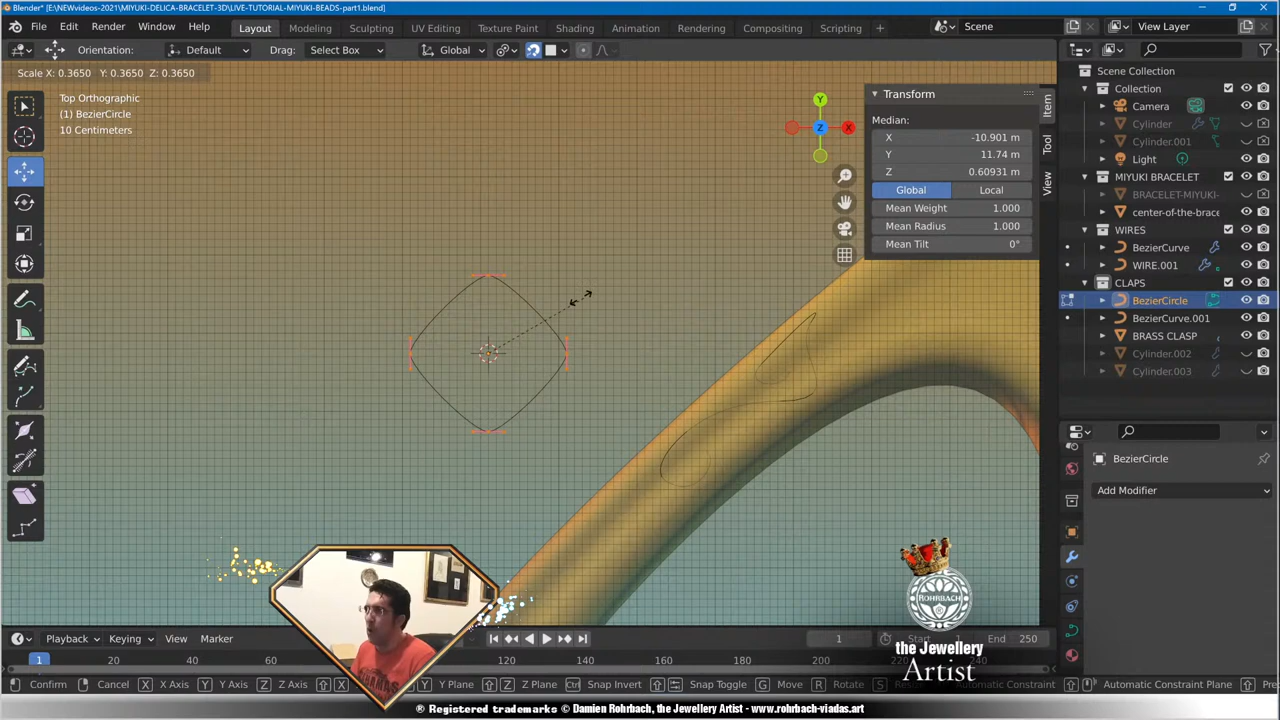 Blender* [E:\NEWvideos-2021\MIYUKI-DELICA-BRACELET-3D\LIVE-TUTORIAL-MIYUKI-BEADS-part1.blend]
File Edit Render Window Help Layout Modeling Sculpting UV Editing Texture Paint Shading Animation Rendering Compositing Scripting + Scene View Layer
Orientation: Default Drag: Select Box Global
Scale X: 0.3650 Y: 0.3650 Z: 0.3650
Top Orthographic
(1) BezierCircle
10 Centimeters
Y
Z
X
Transform
Median:
X -10.901 m
Y 11.74 m
Z 0.60931 m
Global Local
Mean Weight 1.000
Mean Radius 1.000
Mean Tilt 0°
Item
Tool
View
Scene Collection
Collection
Camera
Cylinder
Cylinder.001
Light
MIYUKI BRACELET
BRACELET-MIYUKI-
center-of-the-brace
WIRES
BezierCurve
WIRE.001
CLAPS
BezierCircle
BezierCurve.001
BRASS CLASP
Cylinder.002
Cylinder.003
BezierCircle
Add Modifier
ROHRBACH
the Jewellery
Artist
Playback Keying View Marker 1 Start 1 End 250
1 20 40 60 120 140 160 180 200 220 240
Confirm Cancel X X Axis Y Y Axis Z Z Axis X Y Y Plane Z Z Plane Ctrl Snap Invert Snap Toggle G Move R Rotate S Automatic Constraint Automatic Constraint Plane
® Registered trademarks © Damien Rohrbach, the Jewellery Artist - www.rohrbach-viadas.art